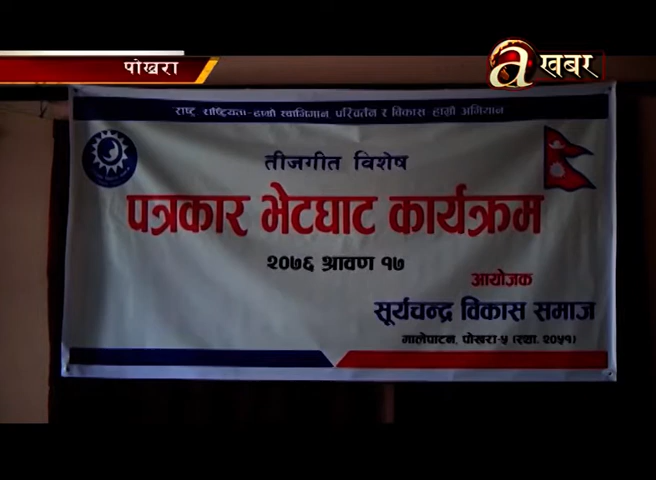 पोखरा
a खबर
राष्ट्र राष्ट्रियता-हाम्रो स्वाभिमान परिवर्तन र विकास-हाम्रो अभियान
तीजगीत विशेष
पत्रकार भेटघाट कार्यक्रम
२०७६ श्रावण १७
आयोजक
सूर्यचन्द्र विकास समाज
मालेपाटन, पोखरा-५ (स्था. २०५१)